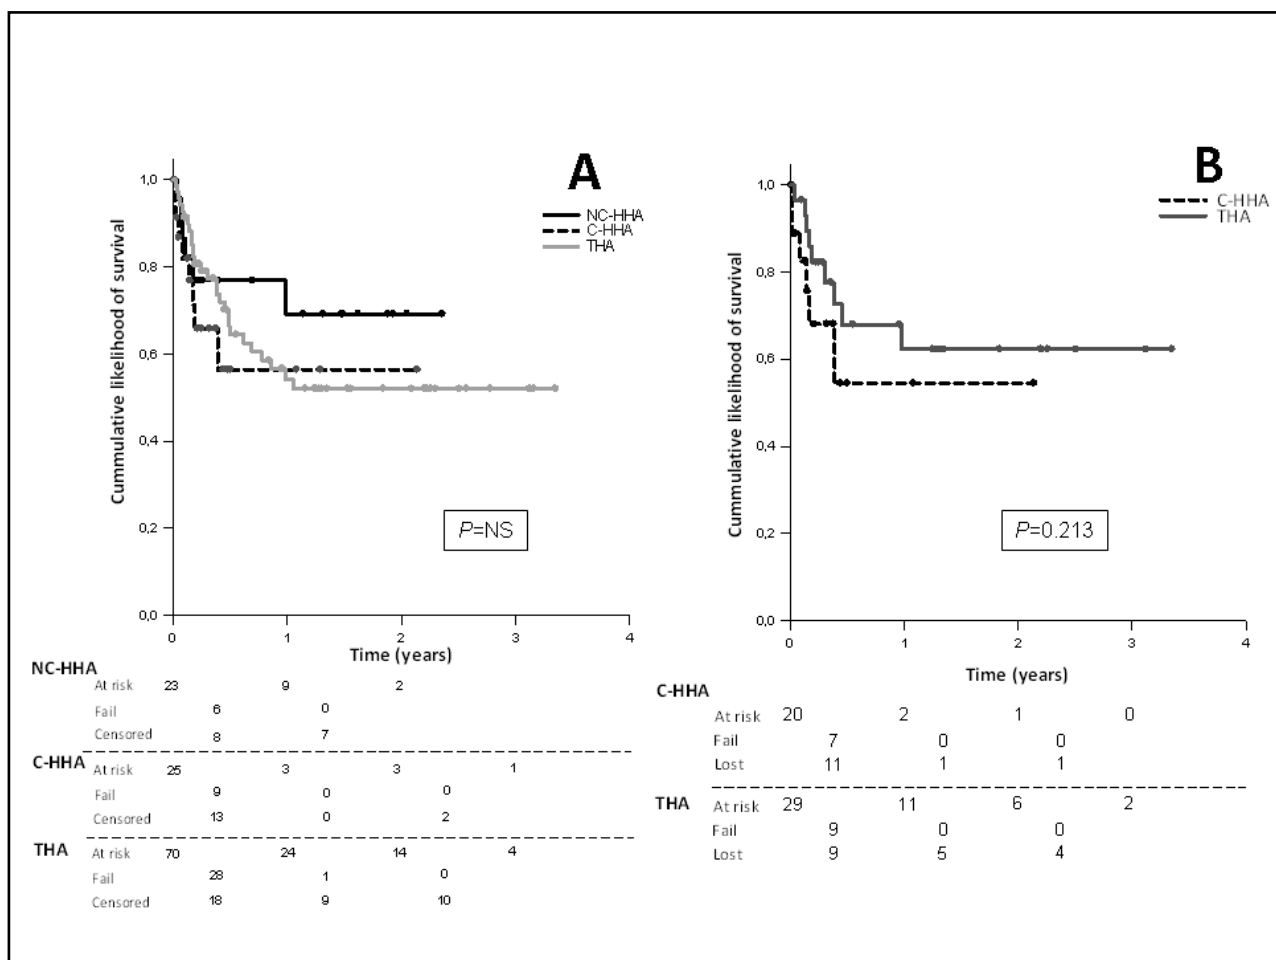 A
NC-HHA
C-HHA
THA
Cummulative likelihood of survival
1,0
0,8
0,6
0,4
0,2
0,0
P=NS
0 1 2 3 4
Time (years)
NC-HHA
At risk 23 9 2
Fail 6 0
Censored 8 7
C-HHA
At risk 25 3 3 1
Fail 9 0 0
Censored 13 0 2
THA
At risk 70 24 14 4
Fail 28 1 0
Censored 18 9 10
B
C-HHA
THA
Cummulative likelihood of survival
1,0
0,8
0,6
0,4
0,2
0,0
P=0.213
0 1 2 3 4
Time (years)
C-HHA
At risk 20 2 1 0
Fail 7 0 0
Lost 11 1 1
THA
At risk 29 11 6 2
Fail 9 0 0
Lost 9 5 4